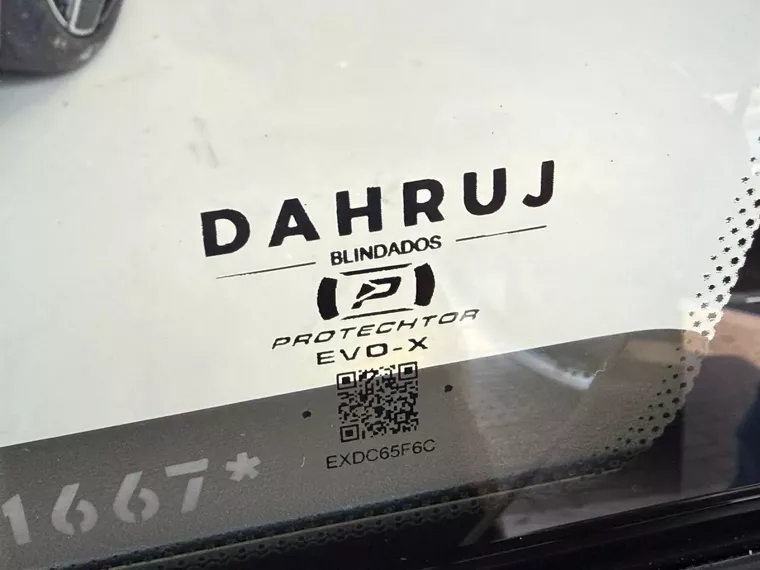 DAHRUJ
BLINDADOS
P
PROTECHTOR
EVO-X
EXDC65F6C
1667*